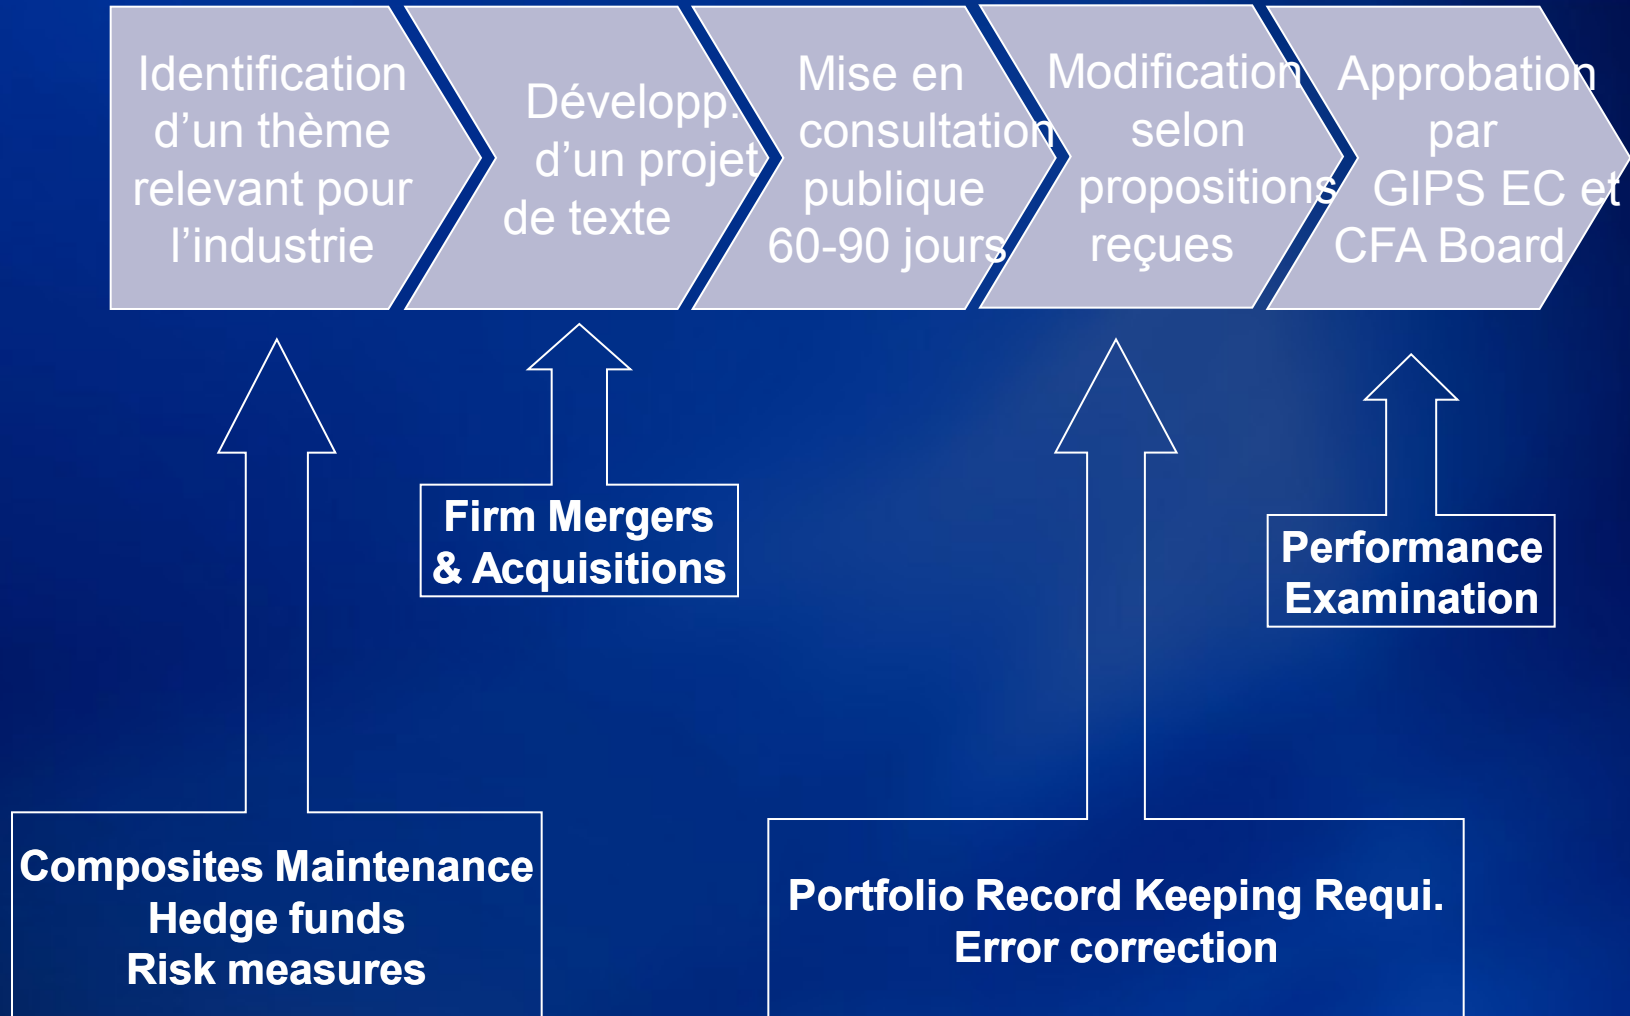 Identification
d’un thème
relevant pour
l’industrie
Développ.
d’un projet
de texte
Mise en
consultation
publique
60-90 jours
Modification
selon
propositions
reçues
Approbation
par
GIPS EC et
CFA Board
Firm Mergers
& Acquisitions
Performance
Examination
Composites Maintenance
Hedge funds
Risk measures
Portfolio Record Keeping Requi.
Error correction